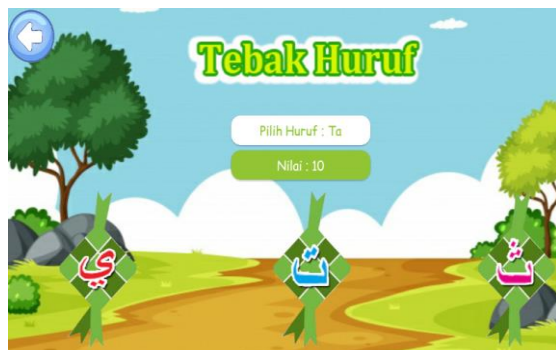 Tebak Huruf
Pilih Huruf : Ta
Nilai : 10
ي ت ث